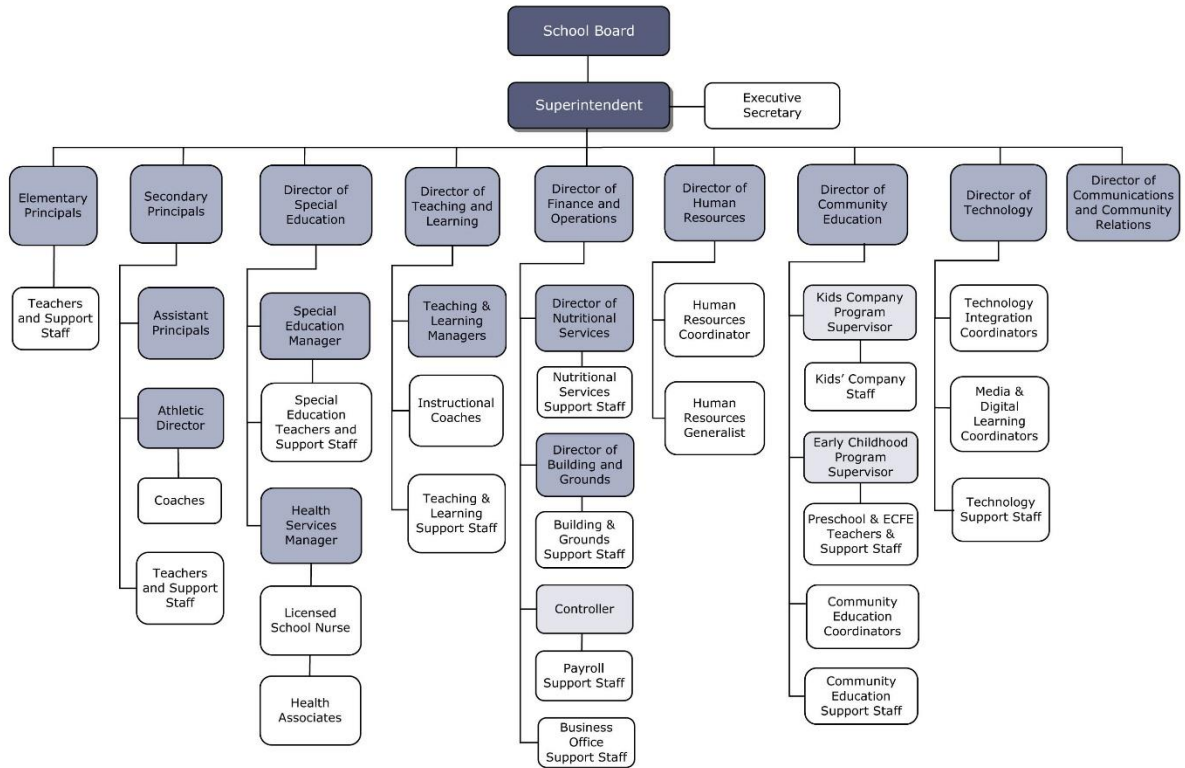 School Board
Superintendent
Executive
Secretary
Elementary
Principals
Secondary
Principals
Director of
Special
Education
Director of
Teaching and
Learning
Director of
Finance and
Operations
Director of
Human
Resources
Director of
Community
Education
Director of
Technology
Director of
Communications
and Community
Relations
Teachers
and Support
Staff
Assistant
Principals
Athletic
Director
Coaches
Teachers
and Support
Staff
Special
Education
Manager
Special
Education
Teachers and
Support Staff
Health
Services
Manager
Licensed
School Nurse
Health
Associates
Teaching &
Learning
Managers
Instructional
Coaches
Teaching &
Learning
Support Staff
Director of
Nutritional
Services
Nutritional
Services
Support Staff
Director of
Building and
Grounds
Building &
Grounds
Support Staff
Controller
Payroll
Support Staff
Business
Office
Support Staff
Human
Resources
Coordinator
Human
Resources
Generalist
Kids Company
Program
Supervisor
Kids' Company
Staff
Early Childhood
Program
Supervisor
Preschool & ECFE
Teachers &
Support Staff
Community
Education
Coordinators
Community
Education
Support Staff
Technology
Integration
Coordinators
Media &
Digital
Learning
Coordinators
Technology
Support Staff